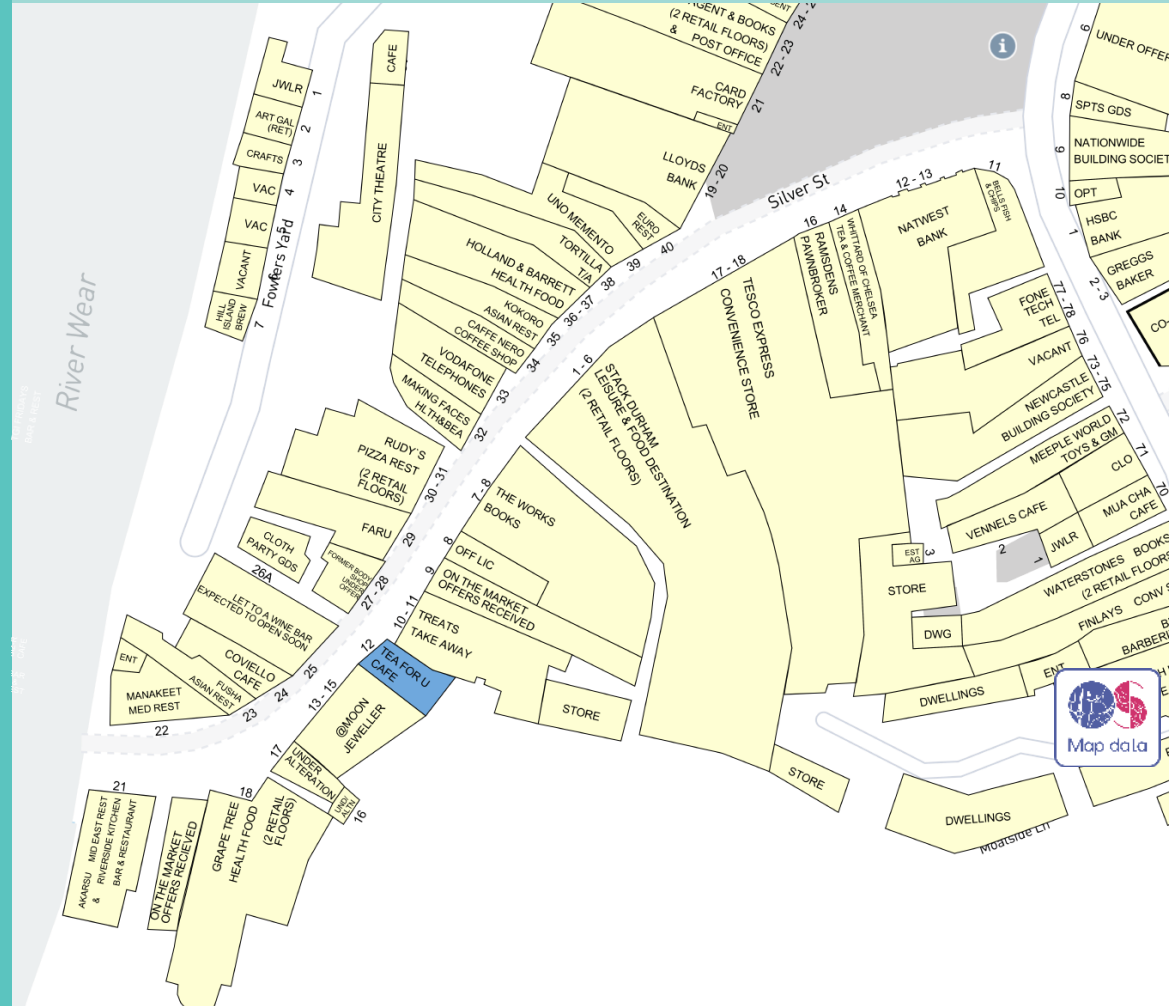 GENT & BOOKS
(2 RETAIL FLOORS)
& POST OFFICE
22 - 23
CARD
FACTORY
21
ENT
LLOYDS
BANK
19 - 20
CAFE
CITY THEATRE
JWLR
1
ART GAL
(RET)
2
CRAFTS
3
VAC
4
VAC
5
VACANT
6
HILL
ISLAND
BREW
7
Fowlers Yard
River Wear
UNO MEMENTO
EURO
REST
40
39
TORTILLA
T/A
38
HOLLAND & BARRETT
HEALTH FOOD
36 - 37
KOKORO
ASIAN REST
35
CAFFE NERO
COFFEE SHOP
34
VODAFONE
TELEPHONES
33
MAKING FACES
HLTH&BEA
32
Silver St
RUDY'S
PIZZA REST
(2 RETAIL
FLOORS)
30 - 31
FARU
29
FORMER BODY
SHOP
UNDER
OFFER
27 - 28
CLOTH
PARTY GDS
26A
LET TO A WINE BAR
EXPECTED TO OPEN SOON
25
COVIELLO
CAFE
24
FUSHA
ASIAN REST
23
ENT
MANAKEET
MED REST
22
21
AKARSU MID EAST REST
& RIVERSIDE KITCHEN
BAR & RESTAURANT
ON THE MARKET
OFFERS RECIEVED
18
GRAPE TREE
HEALTH FOOD
(2 RETAIL
FLOORS)
17
UNDER
ALTERATION
UND/
ALTN
16
13 - 15
@MOON
JEWELLER
12
TEA FOR U
CAFE
10 - 11
TREATS
TAKE AWAY
9
ON THE MARKET
OFFERS RECEIVED
8
OFF LIC
7 - 8
THE WORKS
BOOKS
STORE
1 - 6
STACK DURHAM
LEISURE & FOOD DESTINATION
(2 RETAIL FLOORS)
17 - 18
TESCO EXPRESS
CONVENIENCE STORE
16
RAMSDENS
PAWNBROKER
14
WHITTARD OF CHELSEA
TEA & COFFEE MERCHANT
12 - 13
NATWEST
BANK
11
BELLS FISH
& CHIPS
6
UNDER OFFER
8
SPTS GDS
9
NATIONWIDE
BUILDING SOCIET
10
OPT
1
HSBC
BANK
2 - 3
GREGGS
BAKER
CO-
77 - 78
FONE
TECH
TEL
76
VACANT
73 - 75
NEWCASTLE
BUILDING SOCIETY
72
MEEPLE WORLD
TOYS & GM
71
CLO
70
MUA CHA
CAFE
VENNELS CAFE
2
JWLR
1
WATERSTONES BOOKS
(2 RETAIL FLOORS
FINLAYS CONV S
BARBER
ENT
EST
AG
3
STORE
DWG
DWELLINGS
STORE
DWELLINGS
Moatside Ln
Map data